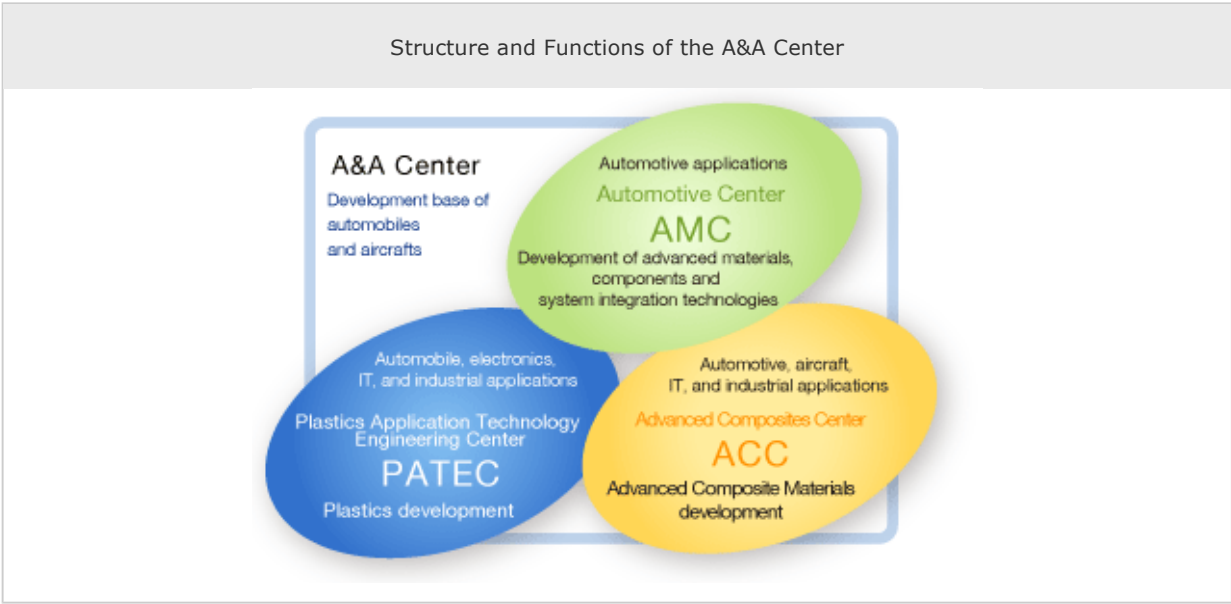 Structure and Functions of the A&A Center
A&A Center
Development base of
automobiles
and aircrafts
Automotive applications
Automotive Center
AMC
Development of advanced materials,
components and
system integration technologies
Automobile, electronics,
IT, and industrial applications
Plastics Application Technology
Engineering Center
PATEC
Plastics development
Automotive, aircraft,
IT, and industrial applications
Advanced Composites Center
ACC
Advanced Composite Materials
development